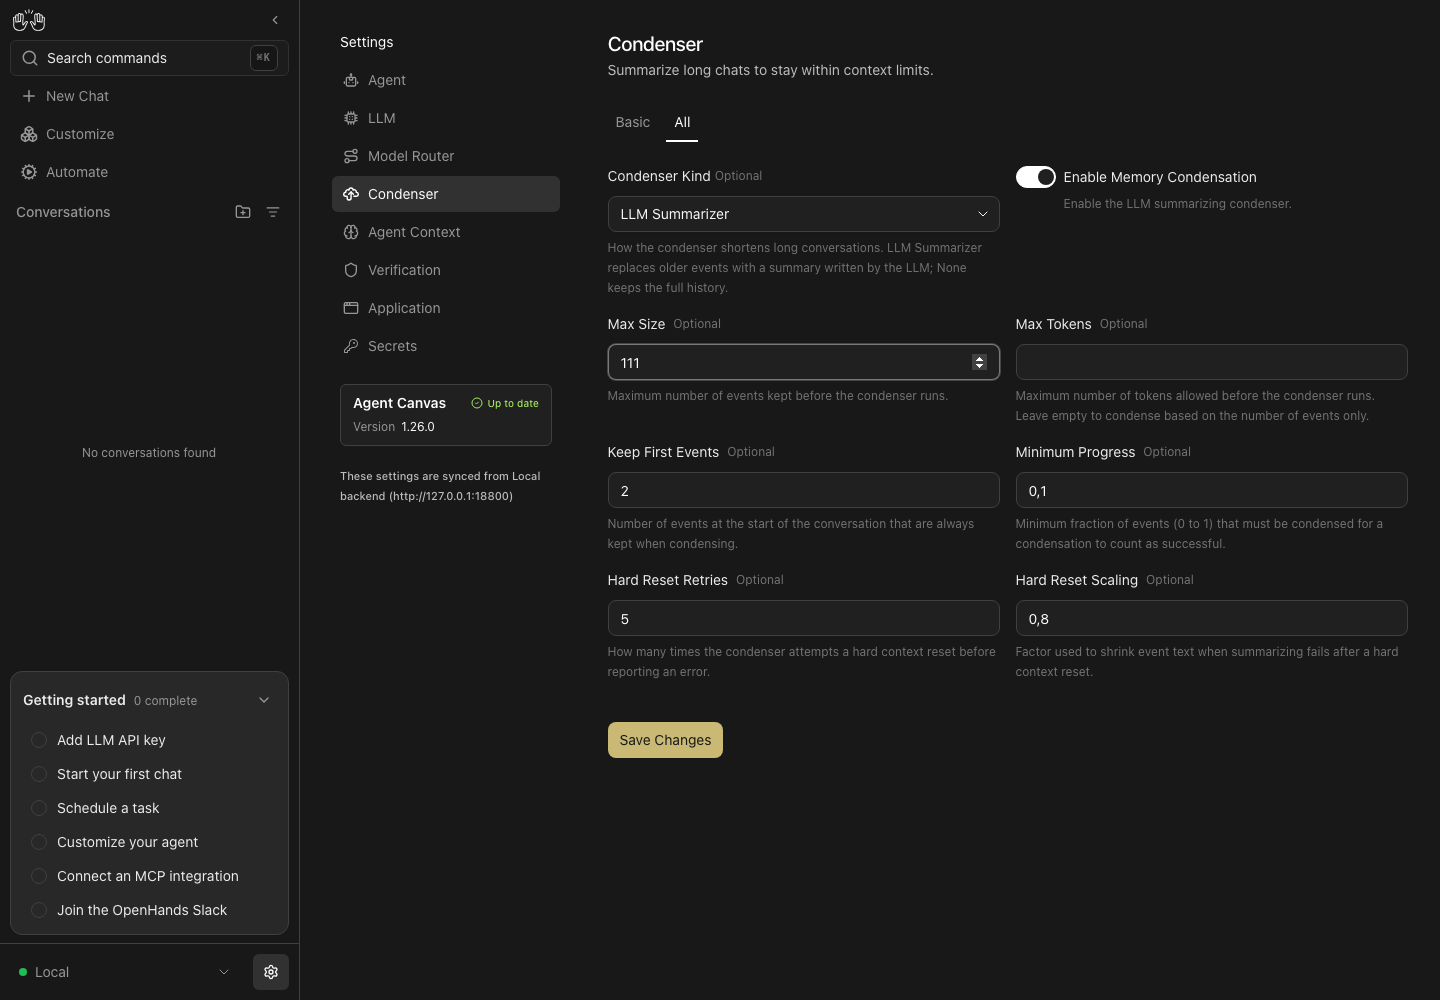 Search commands
⌘K
New Chat
Customize
Automate
Conversations
No conversations found
Getting started 0 complete
Add LLM API key
Start your first chat
Schedule a task
Customize your agent
Connect an MCP integration
Join the OpenHands Slack
Local
Settings
Agent
LLM
Model Router
Condenser
Agent Context
Verification
Application
Secrets
Agent Canvas Up to date
Version 1.26.0
These settings are synced from Local
backend (http://127.0.0.1:18800)
Condenser
Summarize long chats to stay within context limits.
Basic All
Condenser Kind Optional
LLM Summarizer
How the condenser shortens long conversations. LLM Summarizer
replaces older events with a summary written by the LLM; None
keeps the full history.
Enable Memory Condensation
Enable the LLM summarizing condenser.
Max Size Optional
111
Maximum number of events kept before the condenser runs.
Max Tokens Optional
Maximum number of tokens allowed before the condenser runs.
Leave empty to condense based on the number of events only.
Keep First Events Optional
2
Number of events at the start of the conversation that are always
kept when condensing.
Minimum Progress Optional
0,1
Minimum fraction of events (0 to 1) that must be condensed for a
condensation to count as successful.
Hard Reset Retries Optional
5
How many times the condenser attempts a hard context reset before
reporting an error.
Hard Reset Scaling Optional
0,8
Factor used to shrink event text when summarizing fails after a hard
context reset.
Save Changes